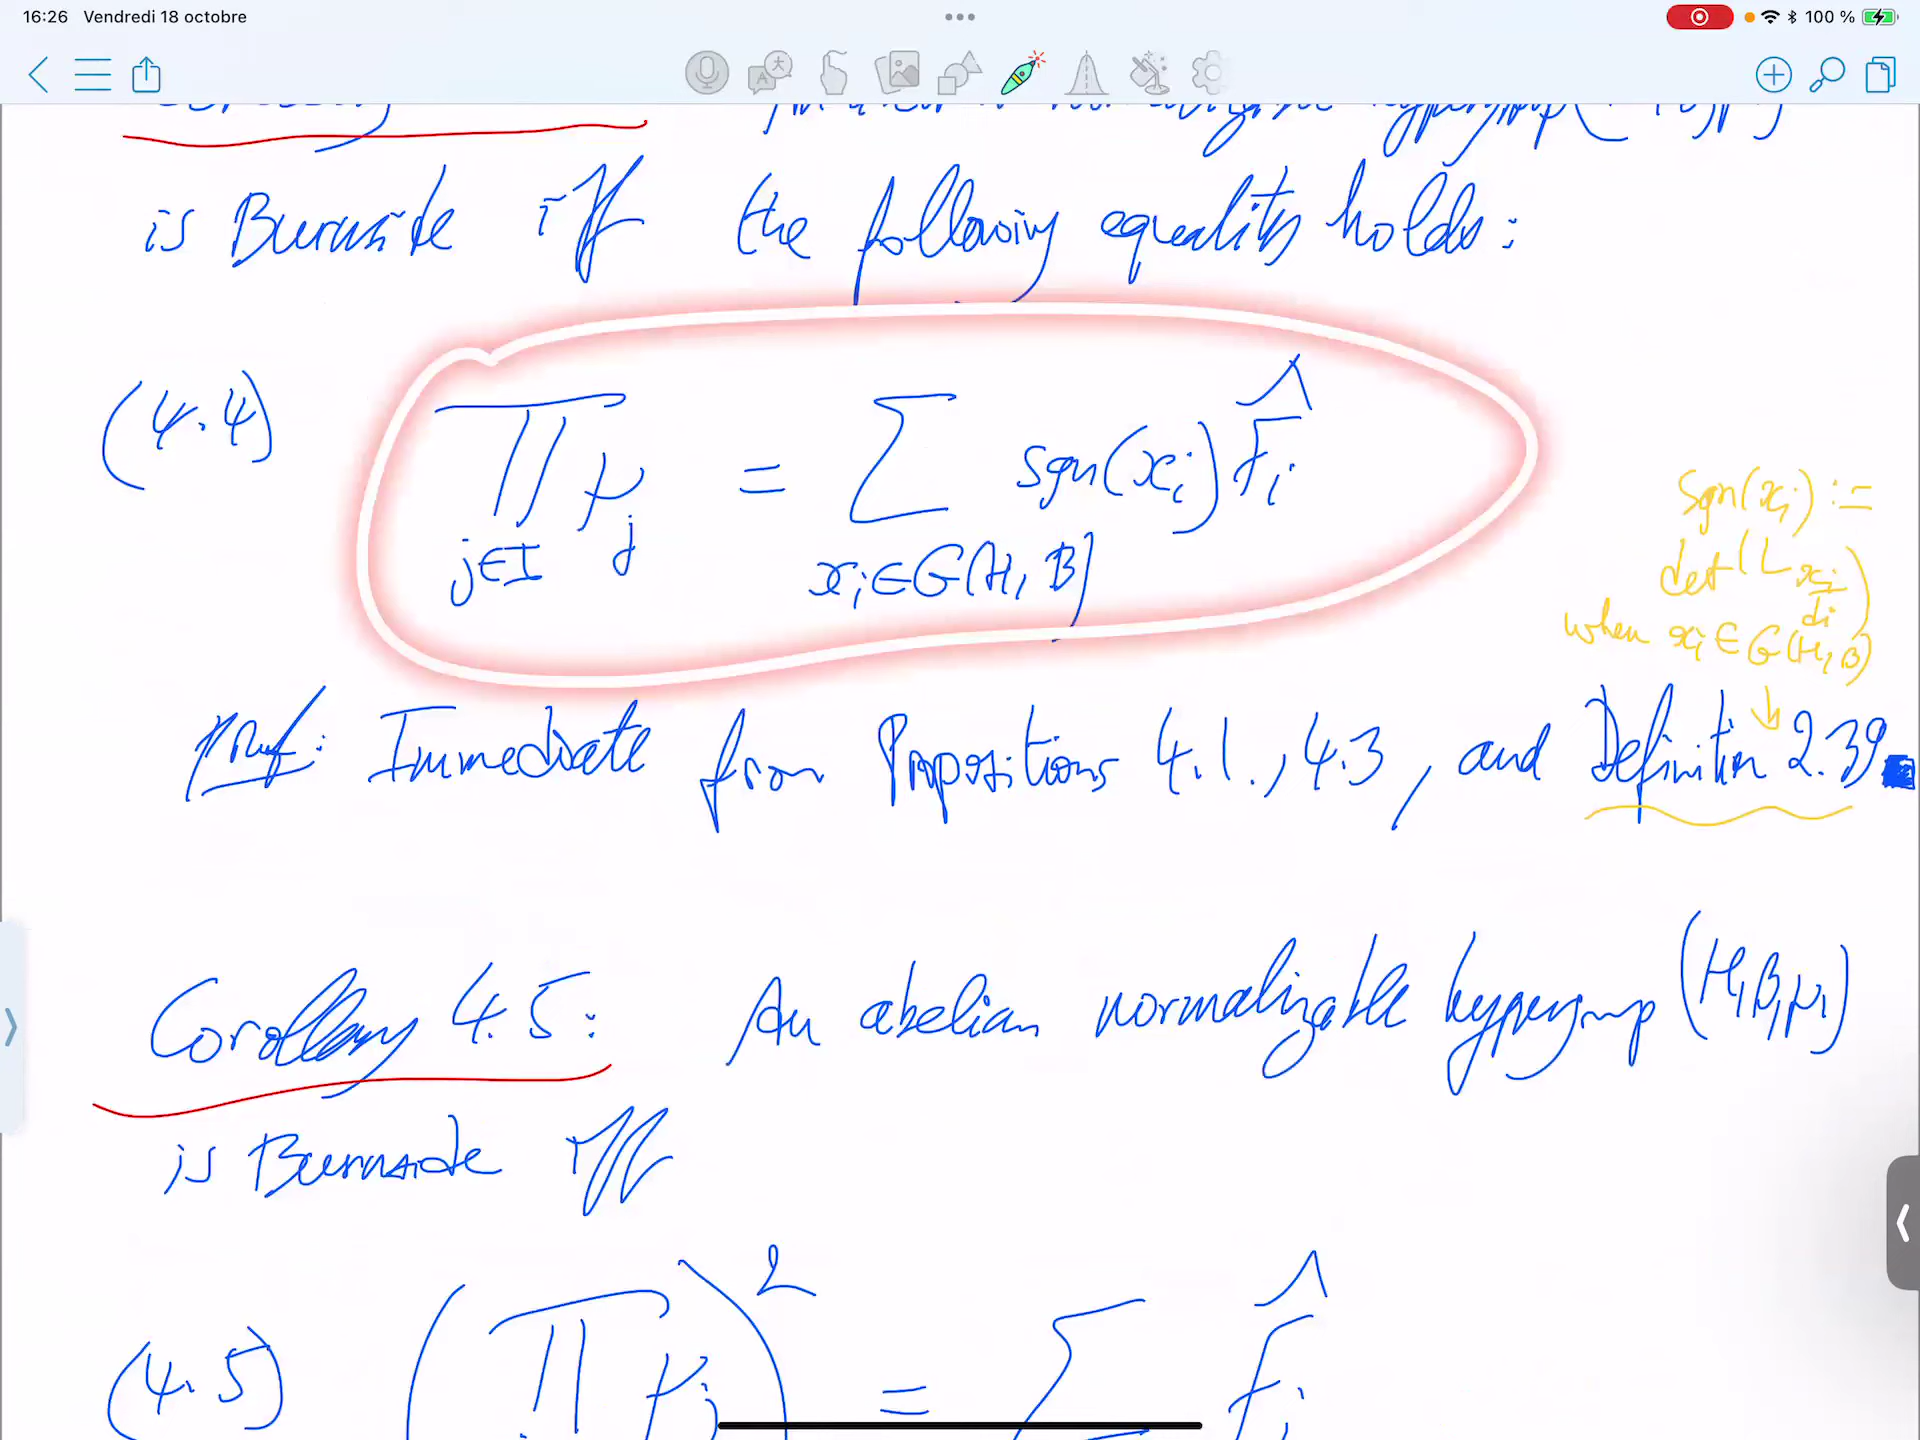 16:26 Vendredi 18 octobre 100 %
is Burnside iff the following equality holds:
(4.4) ∏_{j∈I} μ_j = ∑_{x_i∈G(H,B)} sgn(x_i) F̂_i
sgn(x_i) :=
det(L_{x_i/d_i})
when x_i ∈ G(H,B)
Proof: Immediate from Propositions 4.1., 4.3, and Definition 2.39
Corollary 4.5: An abelian normalizable hypergroup (H,B,μ)
is Burnside iff
(4.5) (∏ μ_j)^2 = ∑ F̂_i